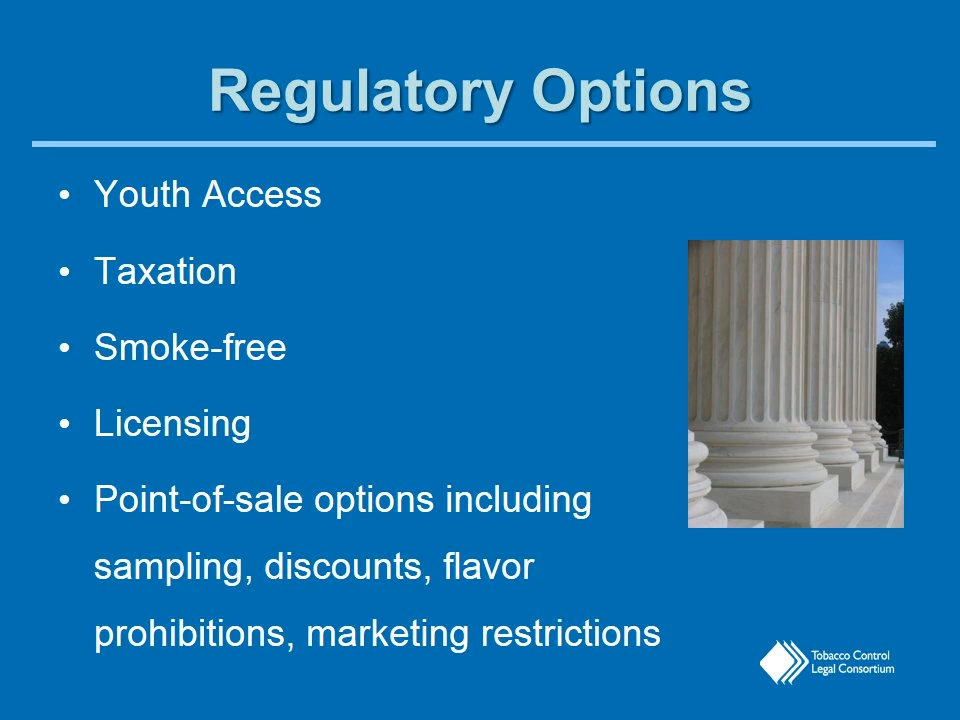 Regulatory Options
• Youth Access
• Taxation
• Smoke-free
• Licensing
• Point-of-sale options including
sampling, discounts, flavor
prohibitions, marketing restrictions
Tobacco Control
Legal Consortium